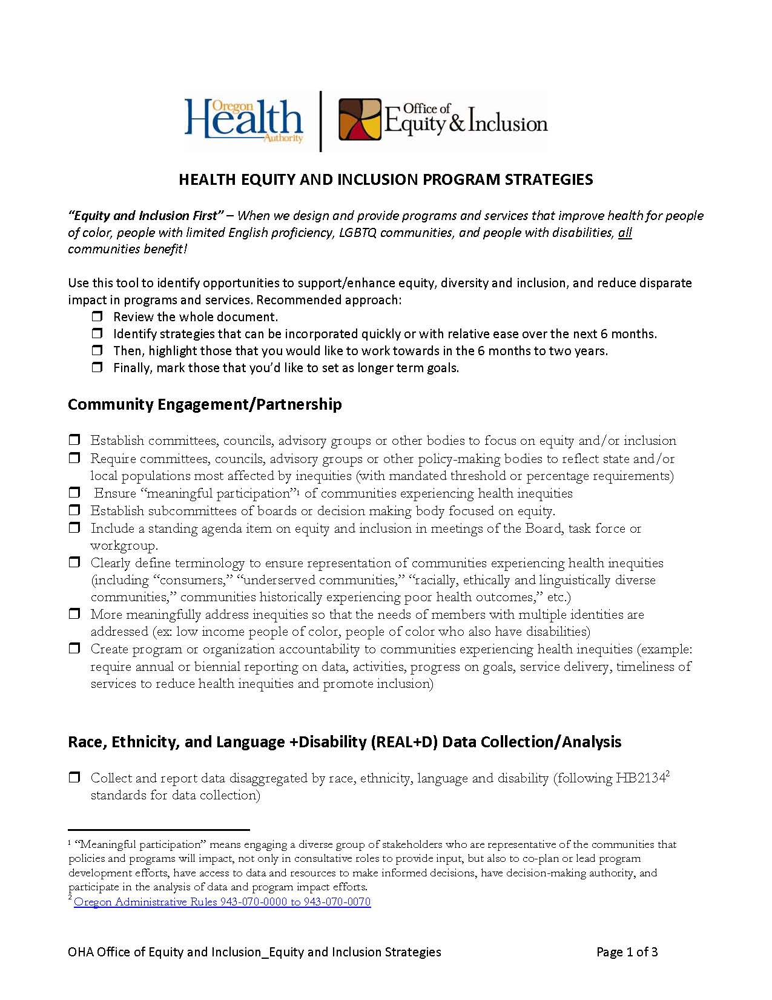 Oregon
Health
Authority
Office of
Equity & Inclusion
HEALTH EQUITY AND INCLUSION PROGRAM STRATEGIES
“Equity and Inclusion First” – When we design and provide programs and services that improve health for people
of color, people with limited English proficiency, LGBTQ communities, and people with disabilities, all
communities benefit!
Use this tool to identify opportunities to support/enhance equity, diversity and inclusion, and reduce disparate
impact in programs and services. Recommended approach:
❒ Review the whole document.
❒ Identify strategies that can be incorporated quickly or with relative ease over the next 6 months.
❒ Then, highlight those that you would like to work towards in the 6 months to two years.
❒ Finally, mark those that you’d like to set as longer term goals.
Community Engagement/Partnership
❒ Establish committees, councils, advisory groups or other bodies to focus on equity and/or inclusion
❒ Require committees, councils, advisory groups or other policy-making bodies to reflect state and/or
local populations most affected by inequities (with mandated threshold or percentage requirements)
❒ Ensure “meaningful participation”¹ of communities experiencing health inequities
❒ Establish subcommittees of boards or decision making body focused on equity.
❒ Include a standing agenda item on equity and inclusion in meetings of the Board, task force or
workgroup.
❒ Clearly define terminology to ensure representation of communities experiencing health inequities
(including “consumers,” “underserved communities,” “racially, ethically and linguistically diverse
communities,” communities historically experiencing poor health outcomes,” etc.)
❒ More meaningfully address inequities so that the needs of members with multiple identities are
addressed (ex: low income people of color, people of color who also have disabilities)
❒ Create program or organization accountability to communities experiencing health inequities (example:
require annual or biennial reporting on data, activities, progress on goals, service delivery, timeliness of
services to reduce health inequities and promote inclusion)
Race, Ethnicity, and Language +Disability (REAL+D) Data Collection/Analysis
❒ Collect and report data disaggregated by race, ethnicity, language and disability (following HB2134²
standards for data collection)
¹ “Meaningful participation” means engaging a diverse group of stakeholders who are representative of the communities that
policies and programs will impact, not only in consultative roles to provide input, but also to co-plan or lead program
development efforts, have access to data and resources to make informed decisions, have decision-making authority, and
participate in the analysis of data and program impact efforts.
² Oregon Administrative Rules 943-070-0000 to 943-070-0070
OHA Office of Equity and Inclusion_Equity and Inclusion Strategies Page 1 of 3